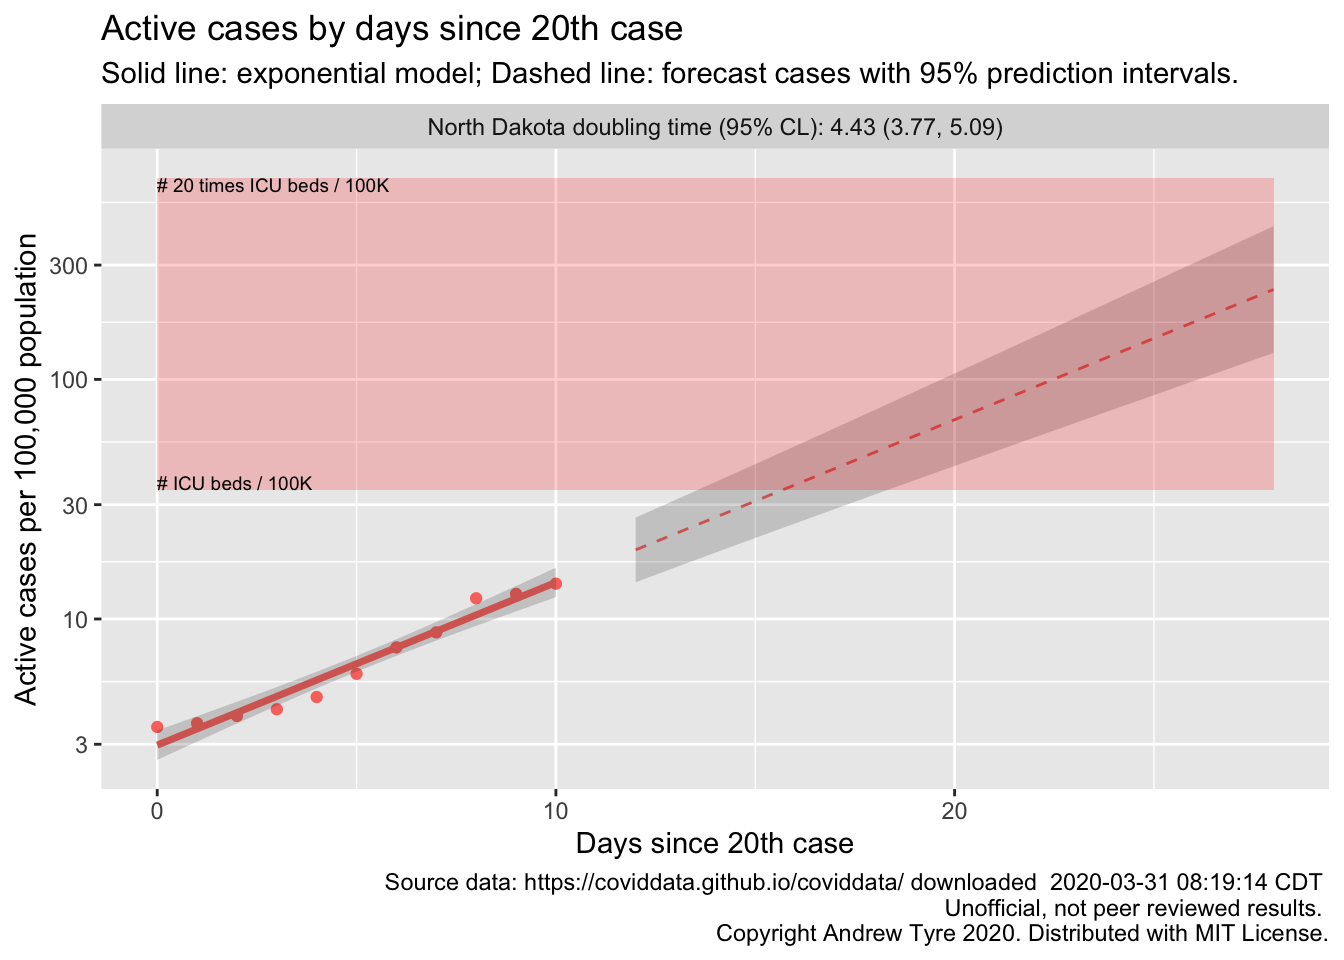 Active cases by days since 20th case
Solid line: exponential model; Dashed line: forecast cases with 95% prediction intervals.
North Dakota doubling time (95% CL): 4.43 (3.77, 5.09)
Active cases per 100,000 population
300
100
30
10
3
# 20 times ICU beds / 100K
# ICU beds / 100K
0
10
20
Days since 20th case
Source data: https://coviddata.github.io/coviddata/ downloaded  2020-03-31 08:19:14 CDT
Unofficial, not peer reviewed results.
Copyright Andrew Tyre 2020. Distributed with MIT License.